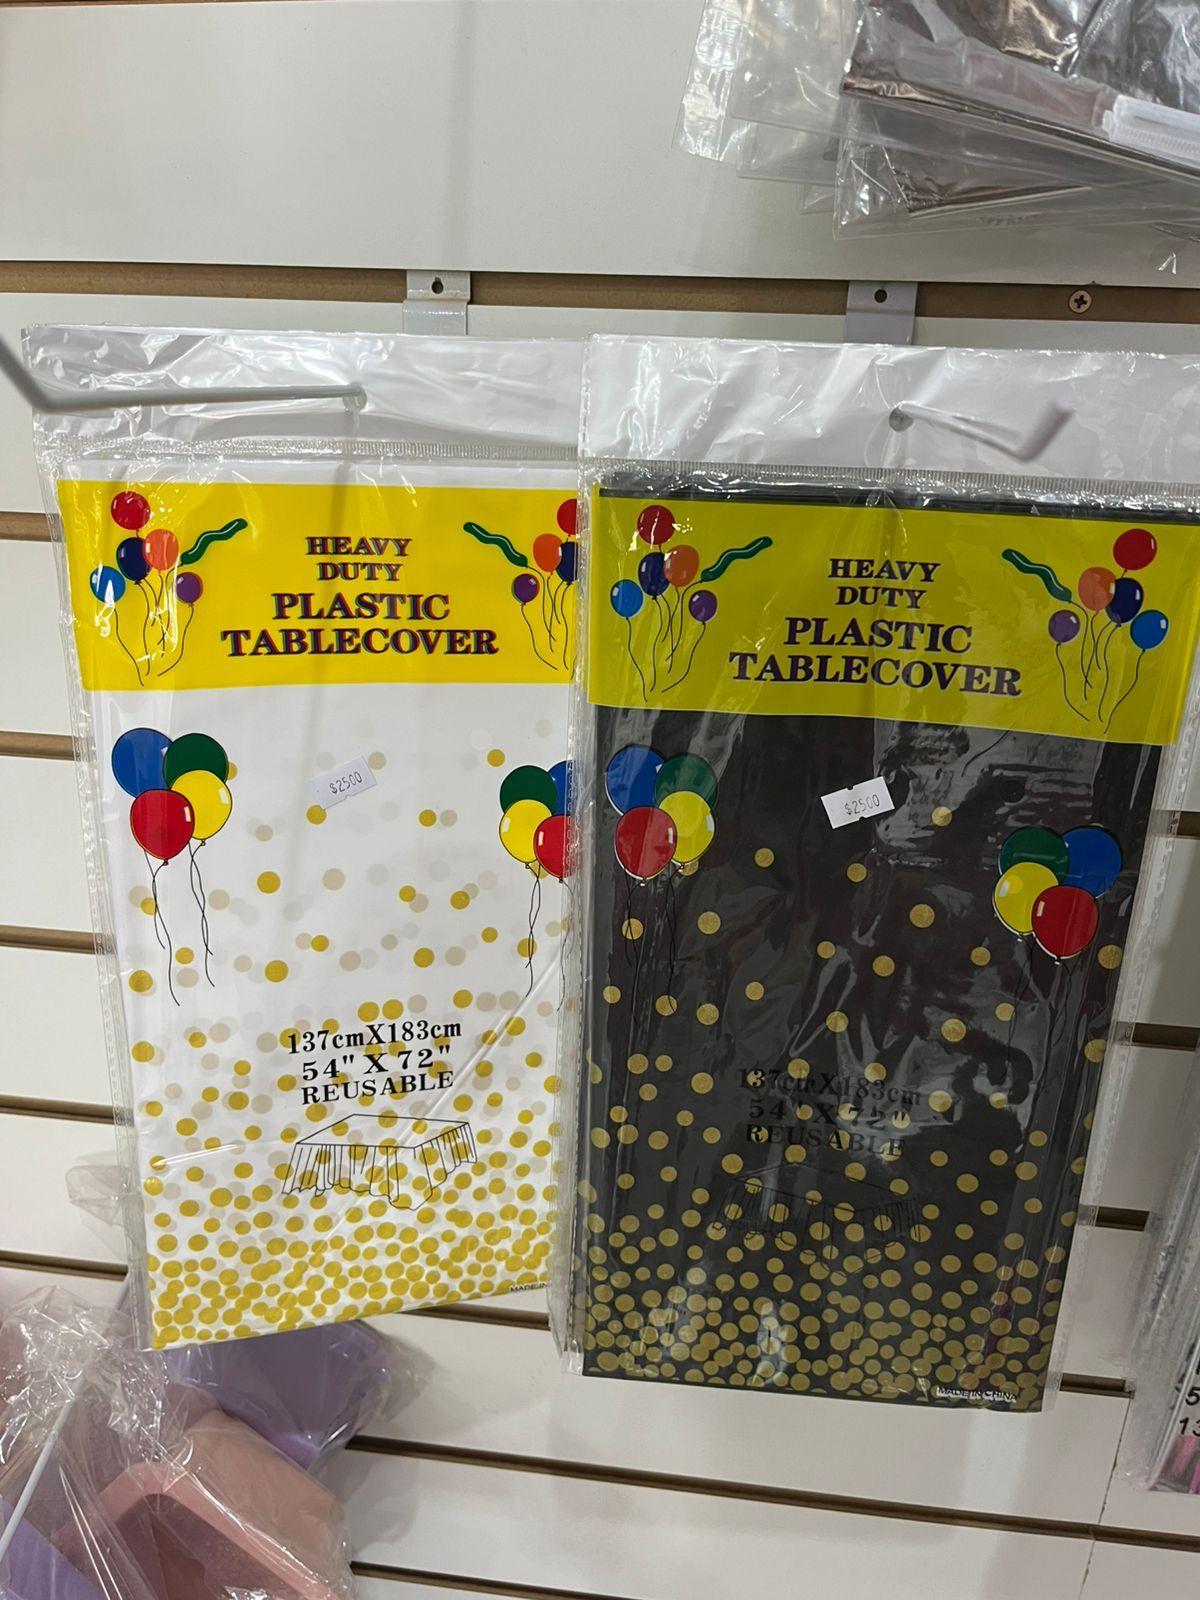 HEAVY
DUTY
PLASTIC
TABLECOVER
$2500
137cmX183cm
54" X 72"
REUSABLE
MADE IN
HEAVY
DUTY
PLASTIC
TABLECOVER
$2500
137cmX183cm
54" X 72"
REUSABLE
MADE IN CHINA